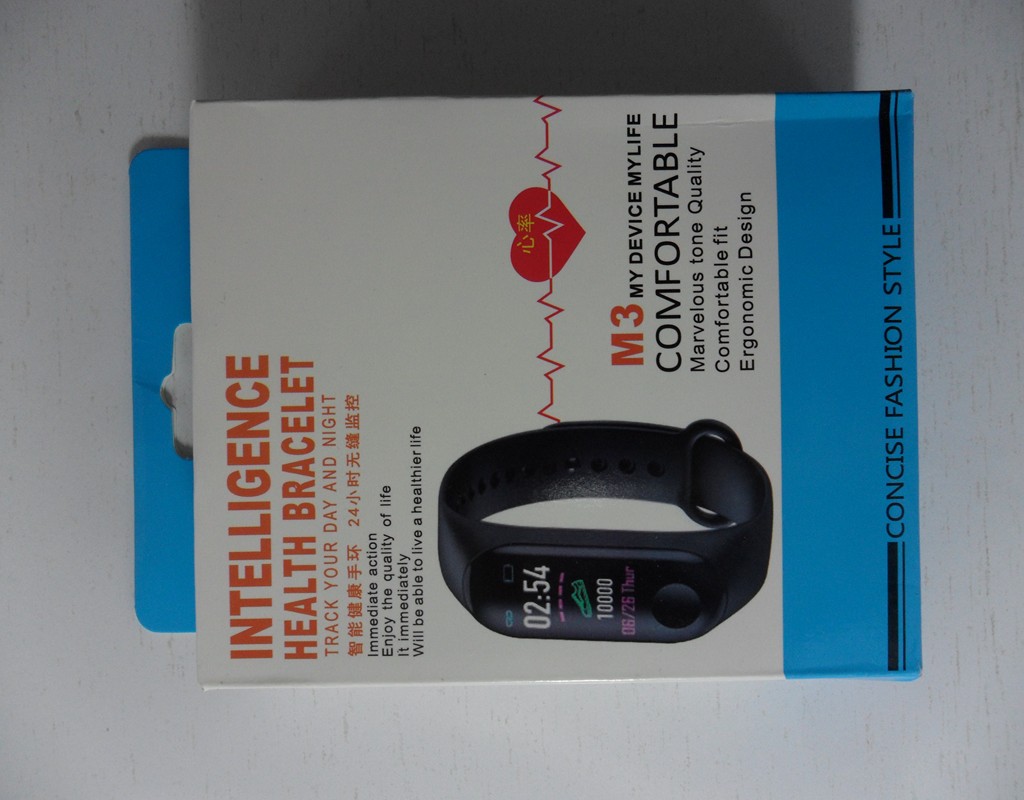 INTELLIGENCE
HEALTH BRACELET
TRACK YOUR DAY AND NIGHT
智能健康手环 24小时无缝监控
Immediate action
Enjoy the quality of life
It immediately
Will be able to live a healthier life
心率
02:54
10000
06/26 Thur
M3 MY DEVICE MY LIFE
COMFORTABLE
Marvelous tone Quality
Comfortable fit
Ergonomic Design
CONCISE FASHION STYLE